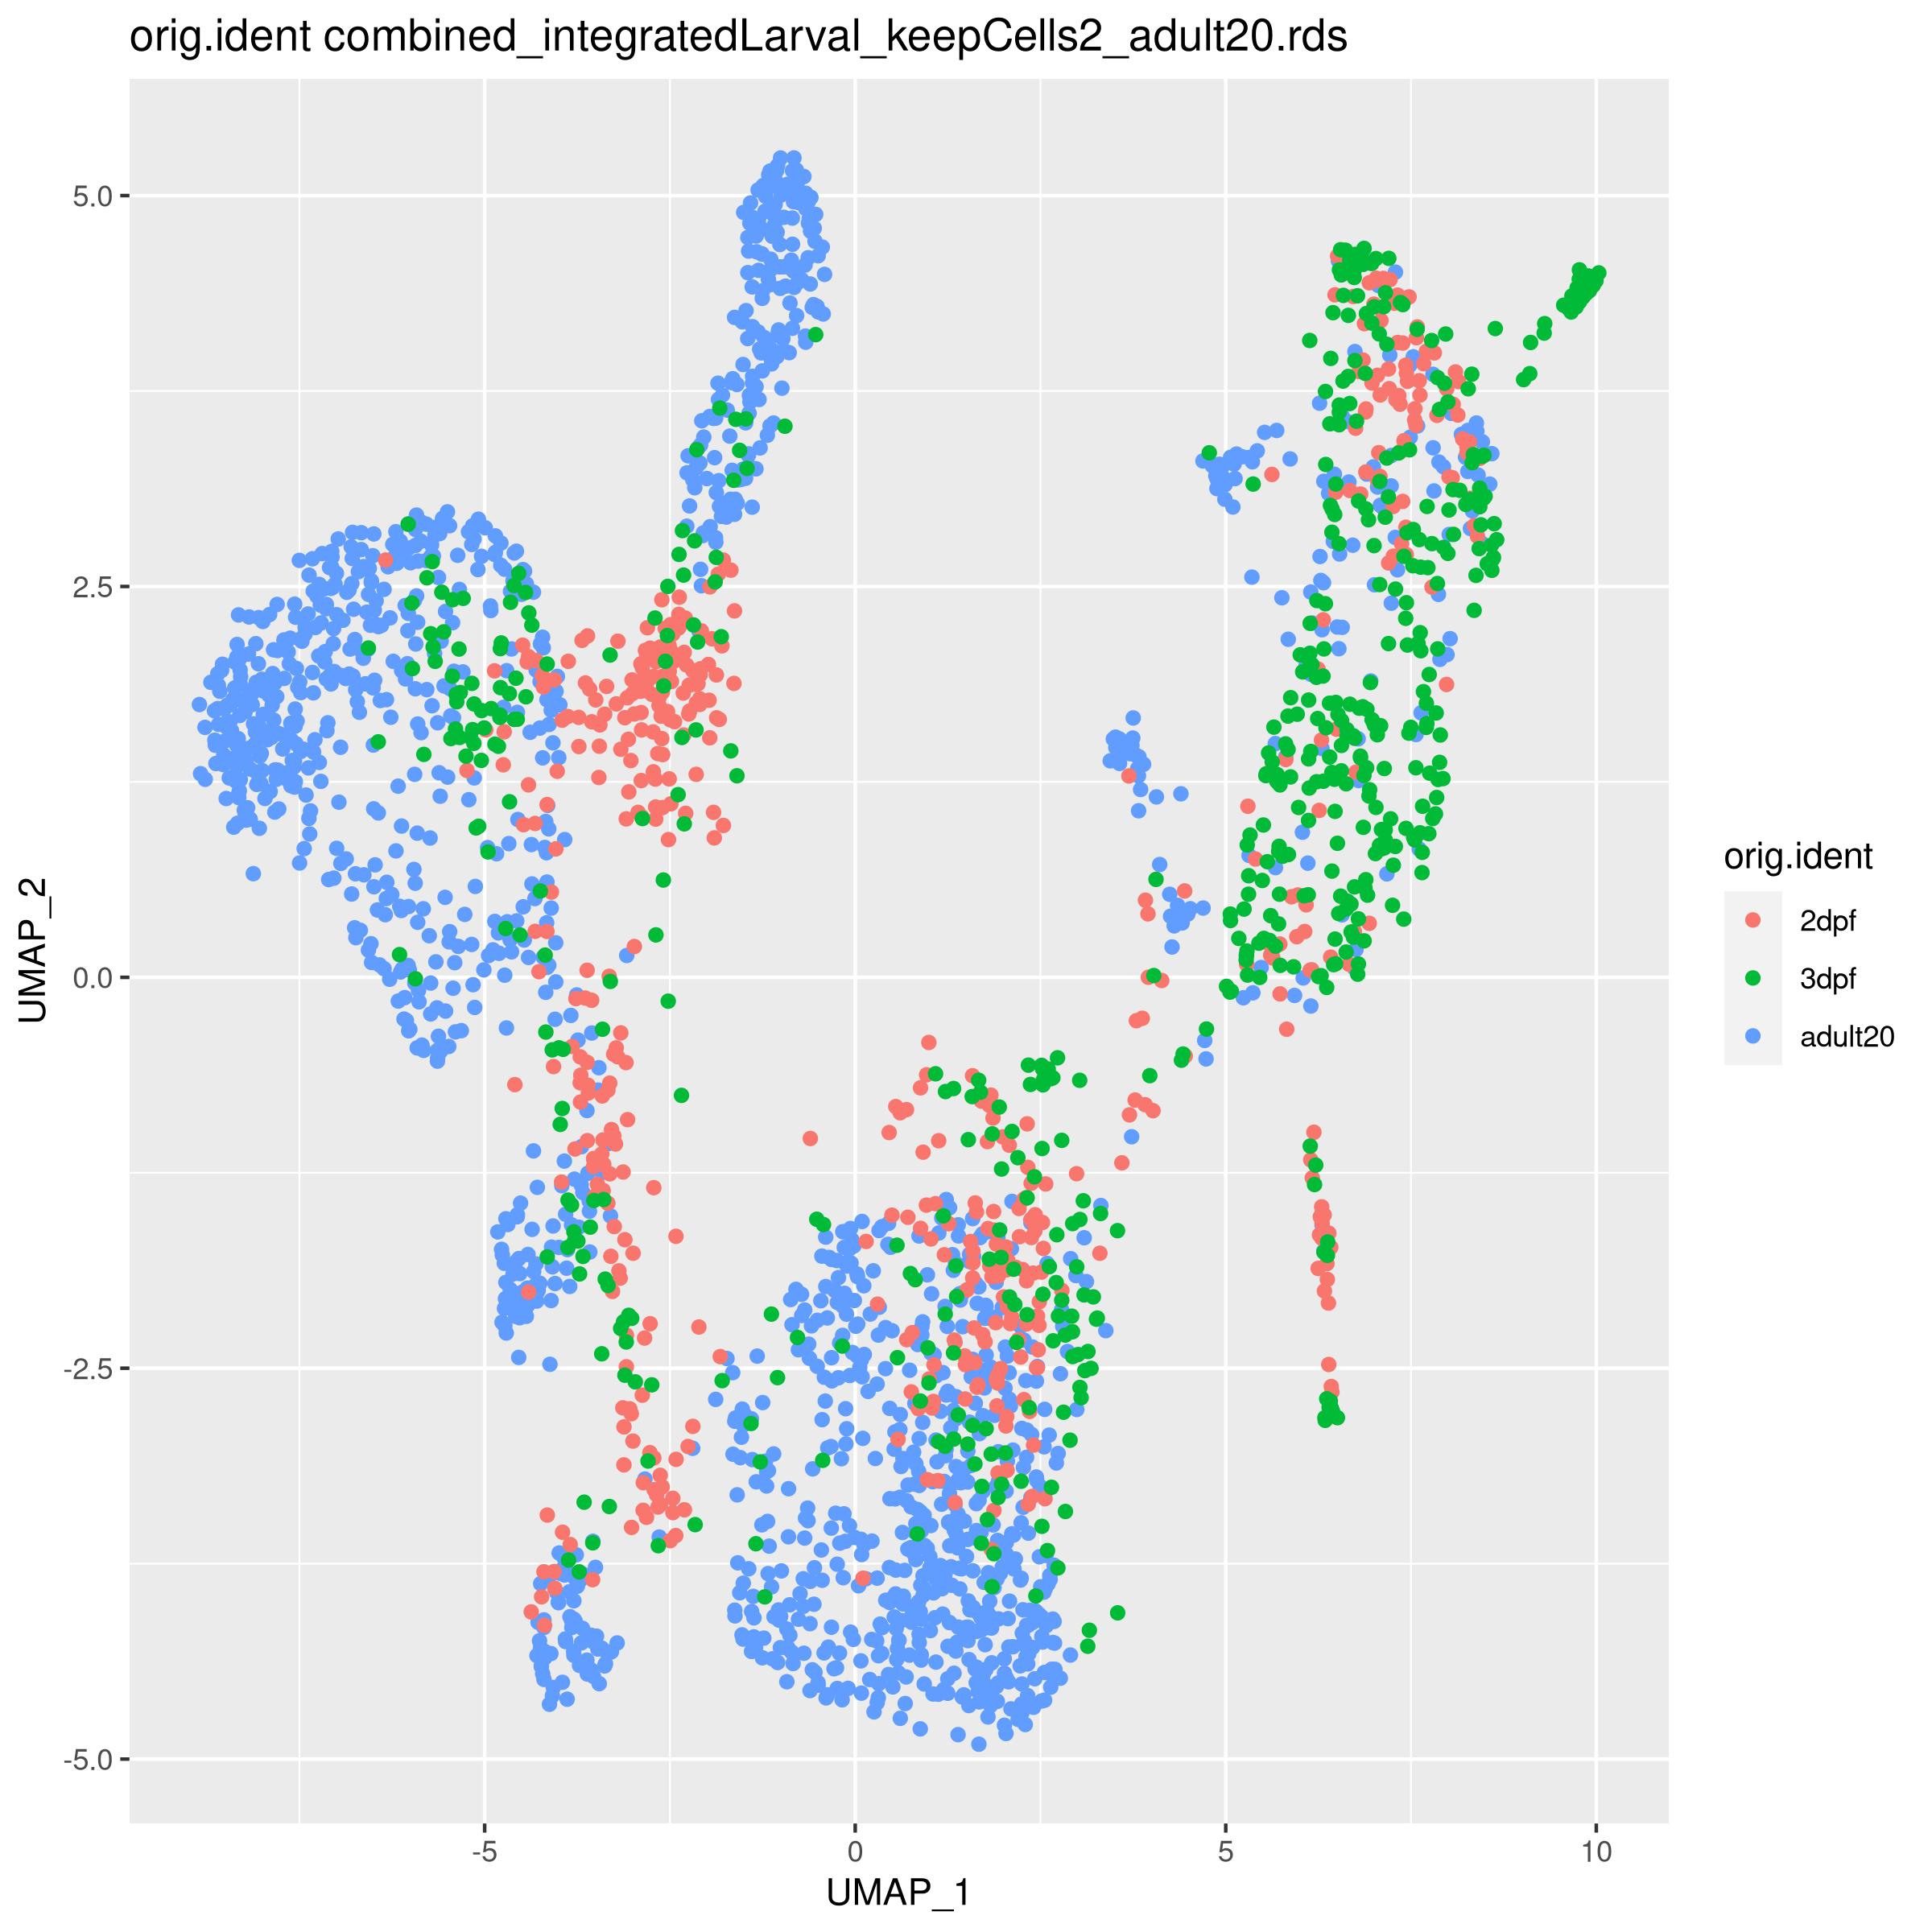 orig.ident combined_integratedLarval_keepCells2_adult20.rds
5.0
2.5
0.0
-2.5
-5.0
UMAP_2
-5
0
5
10
UMAP_1
orig.ident
2dpf
3dpf
adult20